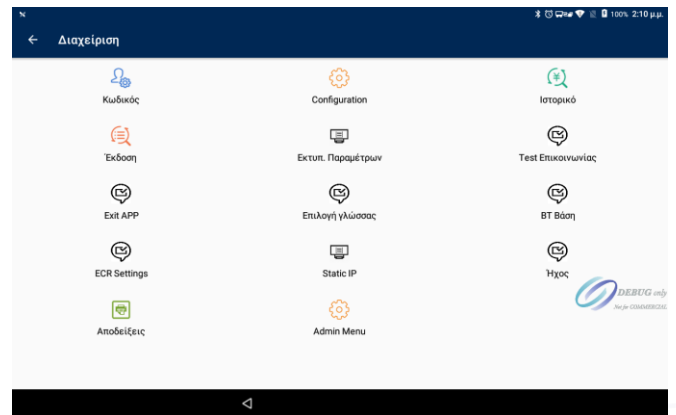 100% 2:10 μ.μ.
Διαχείριση
Κωδικός
Configuration
Ιστορικό
Έκδοση
Εκτυπ. Παραμέτρων
Test Επικοινωνίας
Exit APP
Επιλογή γλώσσας
BT Βάση
ECR Settings
Static IP
Ήχος
DEBUG only
Αποδείξεις
Admin Menu